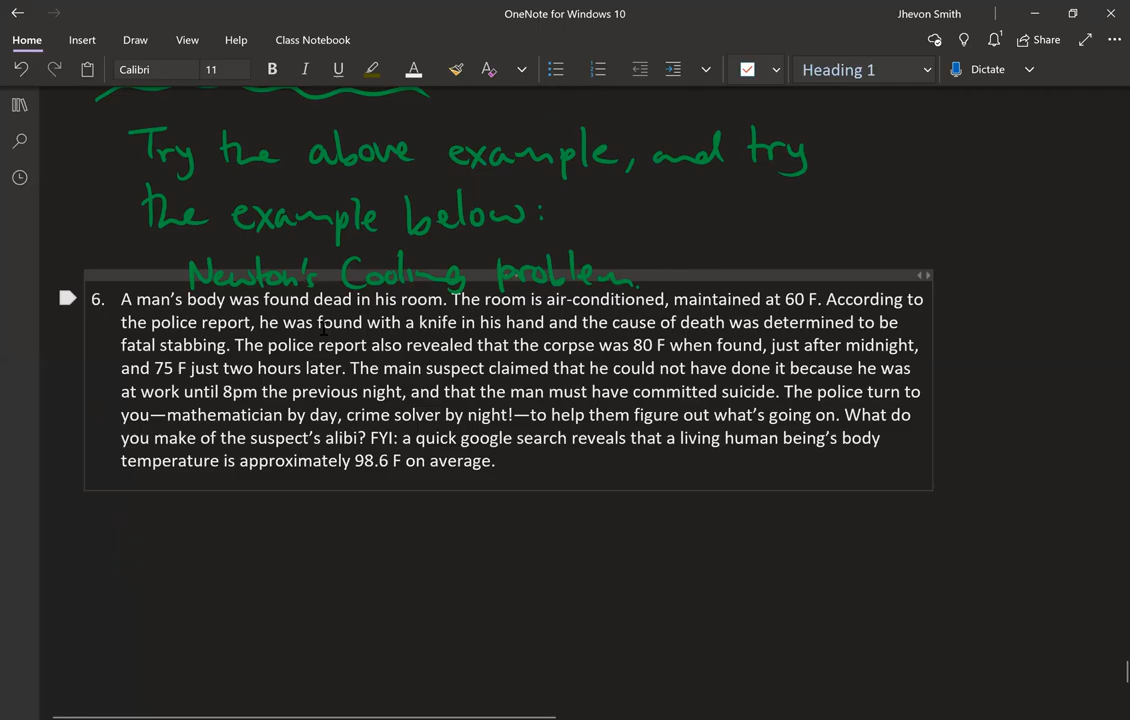 OneNote for Windows 10
Jhevon Smith
Home Insert Draw View Help Class Notebook
Share
Calibri 11 B I U A Heading 1 Dictate
Try the above example, and try
the example below:
Newton's Cooling problem.
6. A man's body was found dead in his room. The room is air-conditioned, maintained at 60 F. According to
the police report, he was found with a knife in his hand and the cause of death was determined to be
fatal stabbing. The police report also revealed that the corpse was 80 F when found, just after midnight,
and 75 F just two hours later. The main suspect claimed that he could not have done it because he was
at work until 8pm the previous night, and that the man must have committed suicide. The police turn to
you—mathematician by day, crime solver by night!—to help them figure out what's going on. What do
you make of the suspect's alibi? FYI: a quick google search reveals that a living human being's body
temperature is approximately 98.6 F on average.